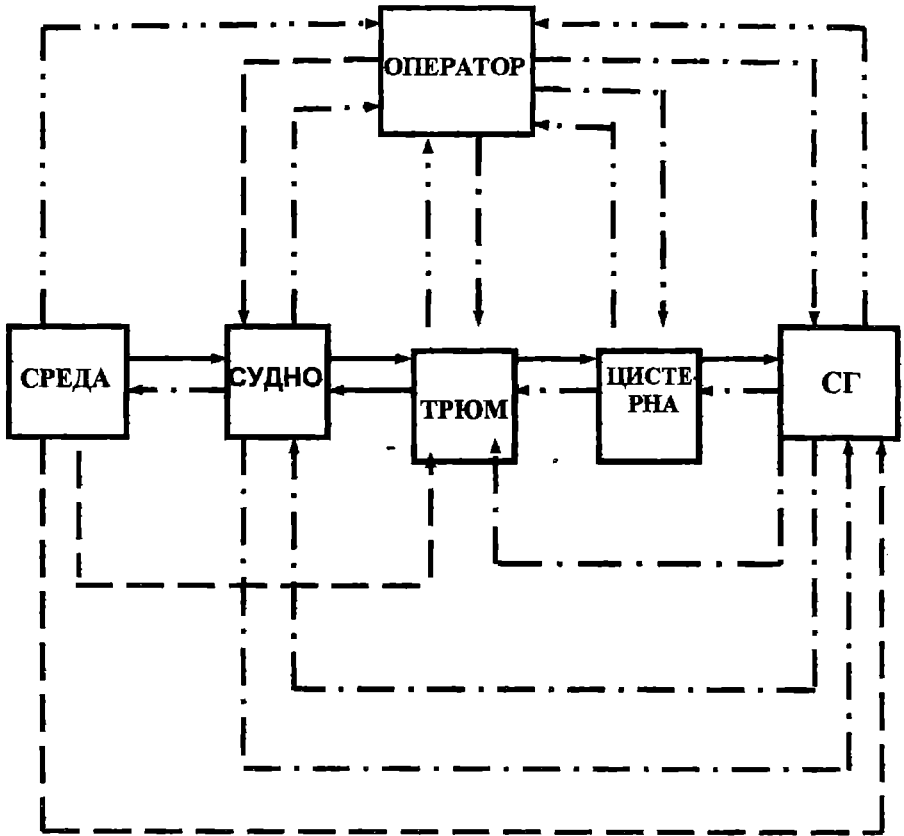 ОПЕРАТОР
СРЕДА
СУДНО
ТРЮМ
ЦИСТЕ-
РНА
СГ